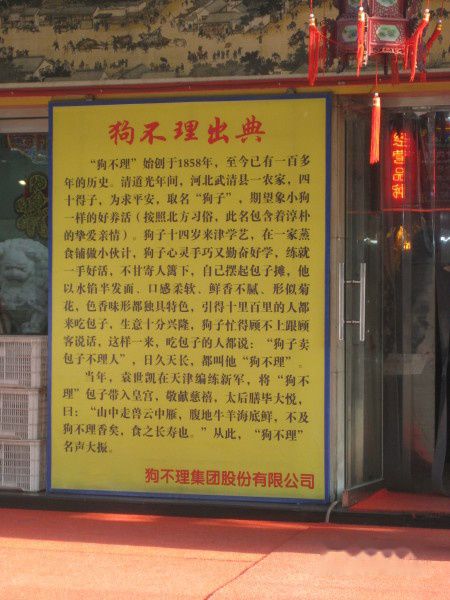 狗不理出典
“狗不理”始创于1858年，至今已有一百多
年的历史。清道光年间，河北武清县一农家，四
十得子，为求平安，取名“狗子”，期望象小狗
一样的好养活（按照北方习俗，此名包含着淳朴
的挚爱亲情）。狗子十四岁来津学艺，在一家蒸
食铺做小伙计，狗子心灵手巧又勤奋好学，练就
一手好活，不甘寄人篱下，自己摆起包子摊，他
以水馅半发面、口感柔软、鲜香不腻、形似菊
花，色香味形都独具特色，引得十里百里的人都
来吃包子，生意十分兴隆，狗子忙得顾不上跟顾
客说话，这样一来，吃包子的人都说：“狗子卖
包子不理人”，日久天长，都叫他“狗不理”。
当年，袁世凯在天津编练新军，将“狗不
理”包子带入皇宫，敬献慈禧，太后膳毕大悦，
曰：“山中走兽云中雁，腹地牛羊海底鲜，不及
狗不理香矣，食之长寿也。”从此，“狗不理”
名声大振。
狗不理集团股份有限公司